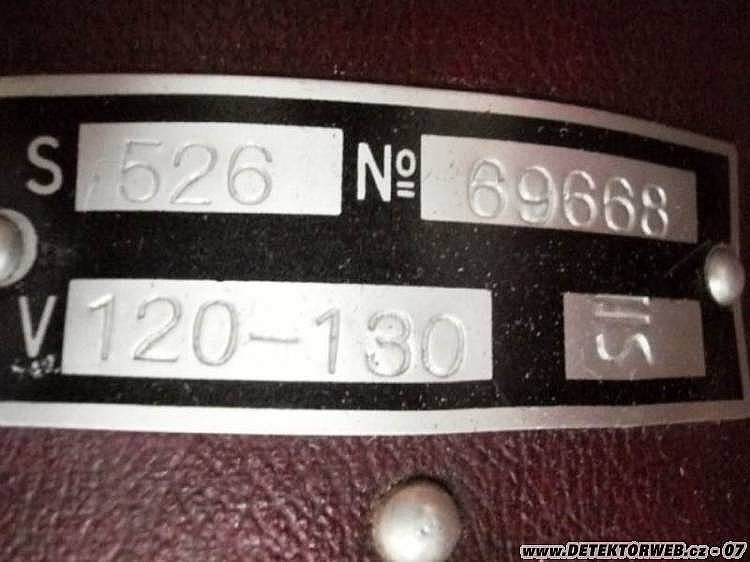 S 526 № 69668
V 120-130
www.DETEKTORWEB.cz - 07